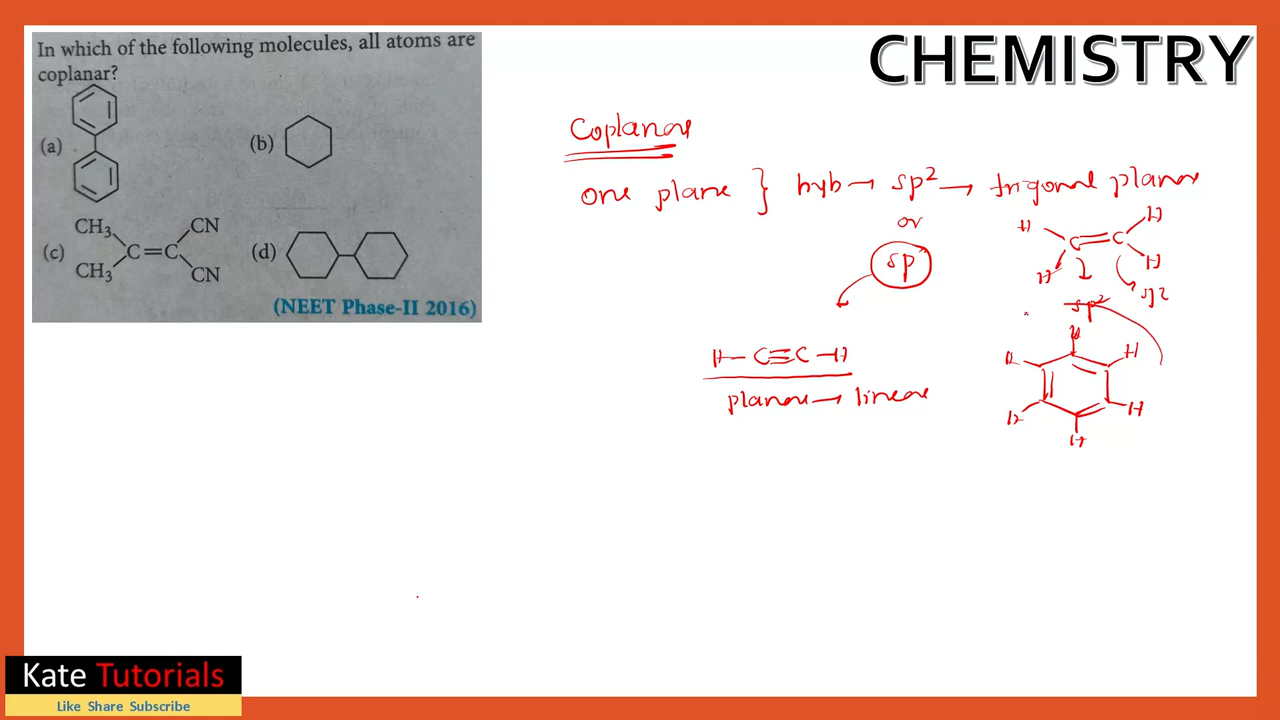 In which of the following molecules, all atoms are
coplanar?
(a)
(b)
(c) CH3 CH3 C=C CN CN
(d)
(NEET Phase-II 2016)
CHEMISTRY
Coplanar
one plane } hyb → sp² → trigonal planar
or
sp
H H C=C H H
sp² sp2
H-C≡C-H
planar → linear
H H H H H H
Kate Tutorials
Like Share Subscribe